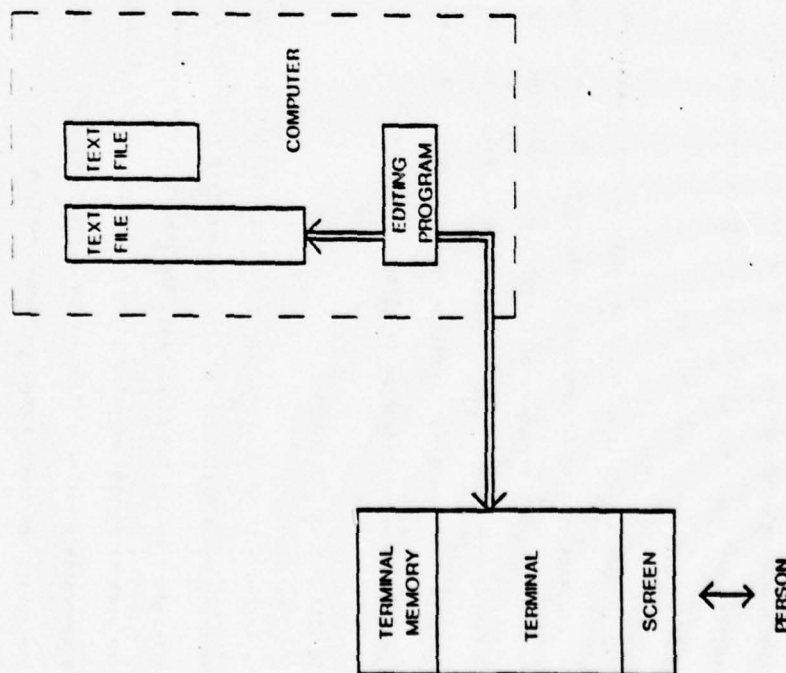 TEXT
FILE
TEXT
FILE
COMPUTER
EDITING
PROGRAM
TERMINAL
MEMORY
TERMINAL
SCREEN
PERSON